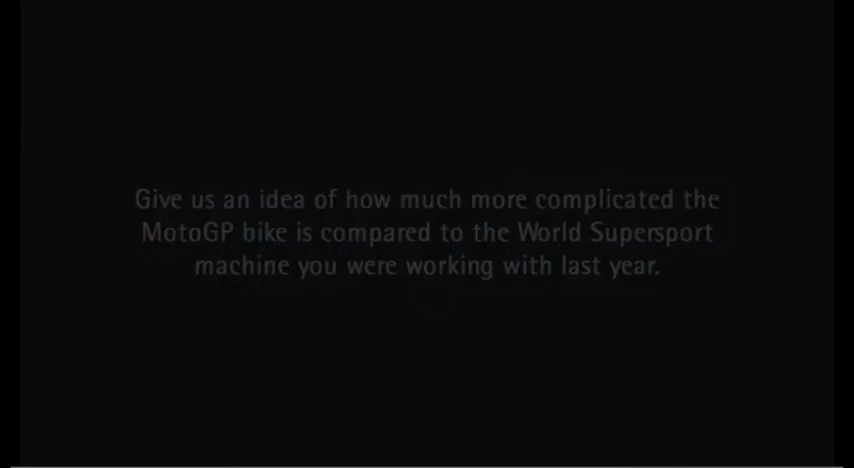 Give us an idea of how much more complicated the
MotoGP bike is compared to the World Supersport
machine you were working with last year.